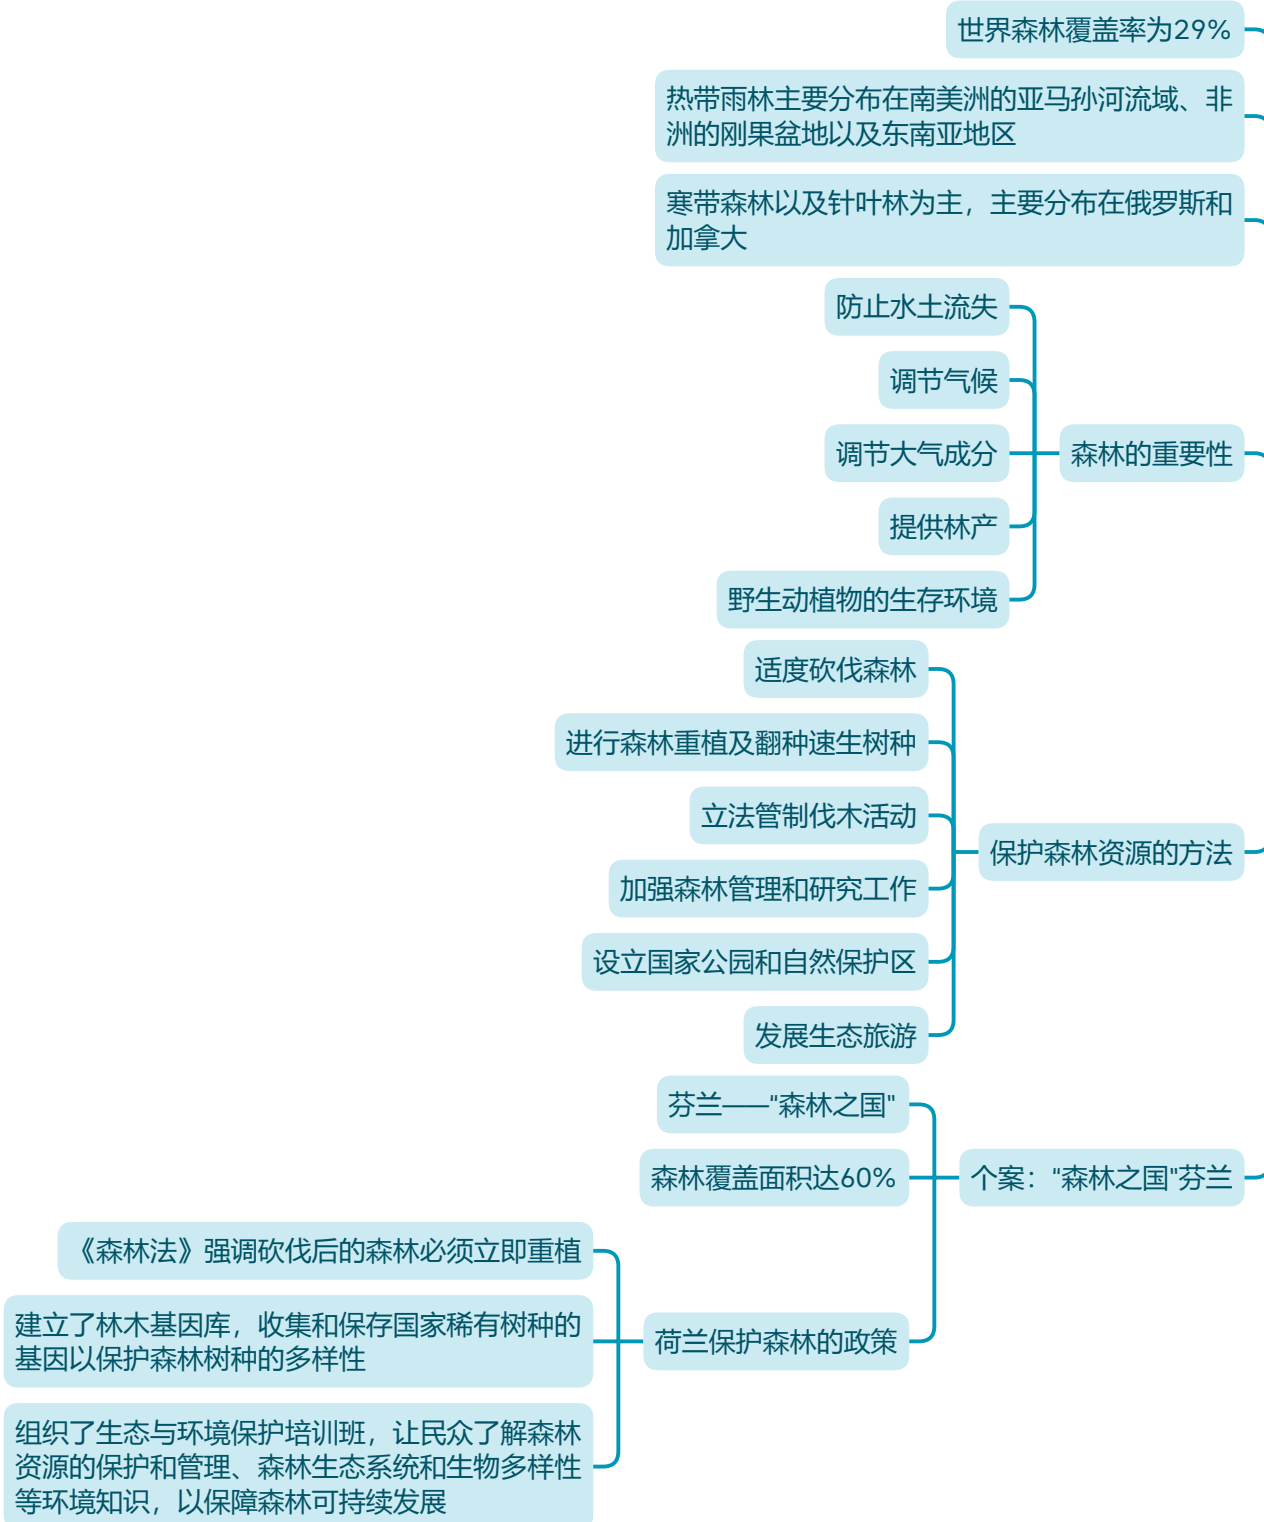 世界森林覆盖率为29%
热带雨林主要分布在南美洲的亚马孙河流域、非
洲的刚果盆地以及东南亚地区
寒带森林以及针叶林为主，主要分布在俄罗斯和
加拿大
防止水土流失
调节气候
调节大气成分
提供林产
野生动植物的生存环境
森林的重要性
适度砍伐森林
进行森林重植及翻种速生树种
立法管制伐木活动
加强森林管理和研究工作
设立国家公园和自然保护区
发展生态旅游
保护森林资源的方法
芬兰——"森林之国"
森林覆盖面积达60%
个案："森林之国"芬兰
《森林法》强调砍伐后的森林必须立即重植
建立了林木基因库，收集和保存国家稀有树种的
基因以保护森林树种的多样性
组织了生态与环境保护培训班，让民众了解森林
资源的保护和管理、森林生态系统和生物多样性
等环境知识，以保障森林可持续发展
荷兰保护森林的政策